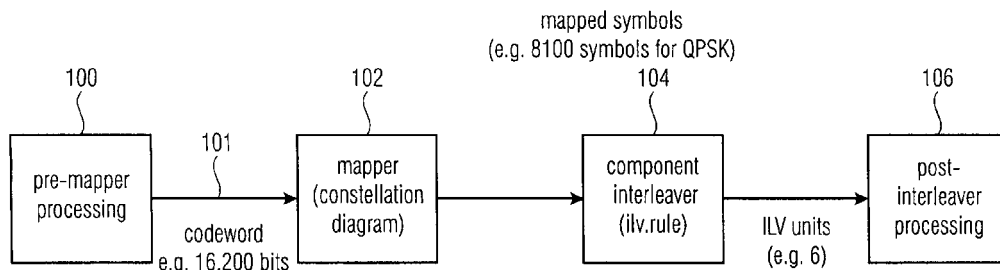 mapped symbols
(e.g. 8100 symbols for QPSK)
100
102
104
106
101
pre-mapper
processing
mapper
(constellation
diagram)
component
interleaver
(ilv.rule)
post-
interleaver
processing
codeword
e.g. 16.200 bits
ILV units
(e.g. 6)